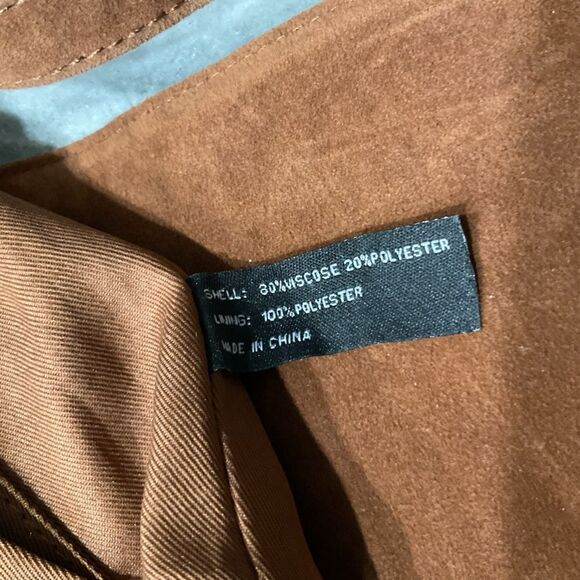 SHELL: 80%VISCOSE 20%POLYESTER
LINING: 100%POLYESTER
MADE IN CHINA